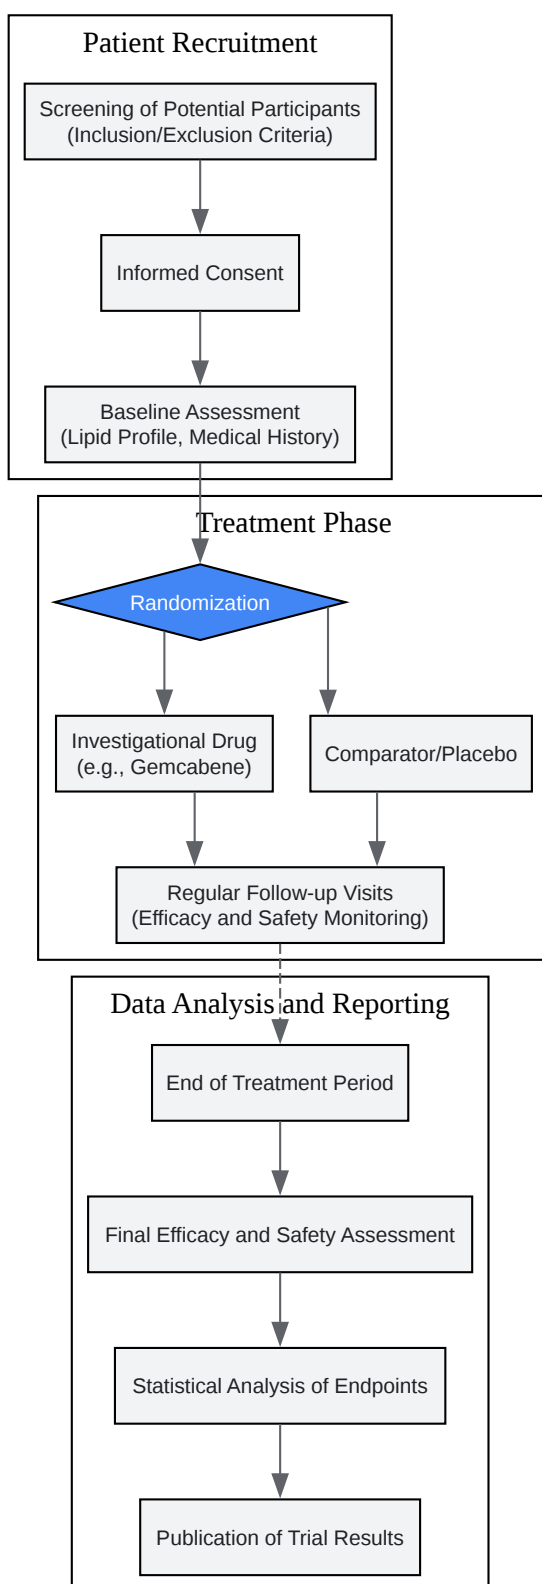 Patient Recruitment
Screening of Potential Participants
(Inclusion/Exclusion Criteria)
Informed Consent
Baseline Assessment
(Lipid Profile, Medical History)
Treatment Phase
Randomization
Investigational Drug
(e.g., Gemcabene)
Comparator/Placebo
Regular Follow-up Visits
(Efficacy and Safety Monitoring)
Data Analysis and Reporting
End of Treatment Period
Final Efficacy and Safety Assessment
Statistical Analysis of Endpoints
Publication of Trial Results